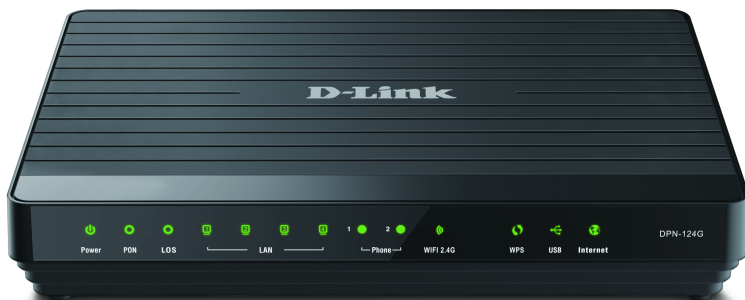 D-Link
1 2
Power PON LOS LAN Phone WiFi 2.4G WPS USB Internet
DPN-124G